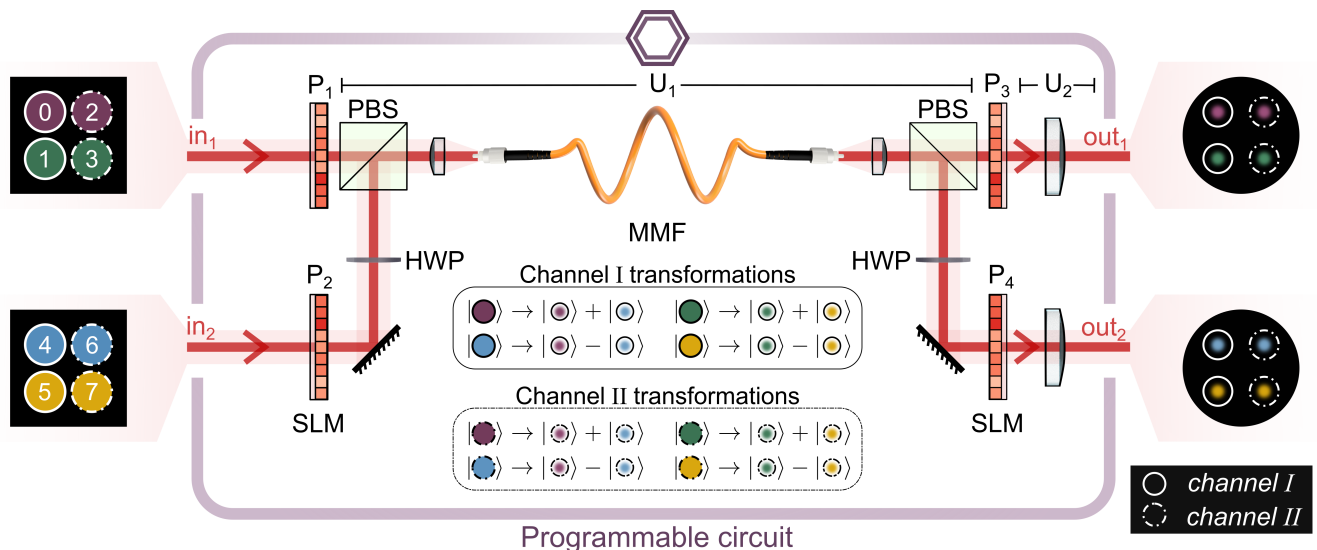 P₁
U₁
P₃
U₂
PBS
PBS
0 2
1 3
in₁
out₁
MMF
HWP
HWP
P₂
P₄
Channel I transformations
| ⟩ → | ⟩ + | ⟩ | ⟩ → | ⟩ + | ⟩
| ⟩ → | ⟩ − | ⟩ | ⟩ → | ⟩ − | ⟩
4 6
5 7
in₂
out₂
SLM
SLM
Channel II transformations
| ⟩ → | ⟩ + | ⟩ | ⟩ → | ⟩ + | ⟩
| ⟩ → | ⟩ − | ⟩ | ⟩ → | ⟩ − | ⟩
channel I
channel II
Programmable circuit